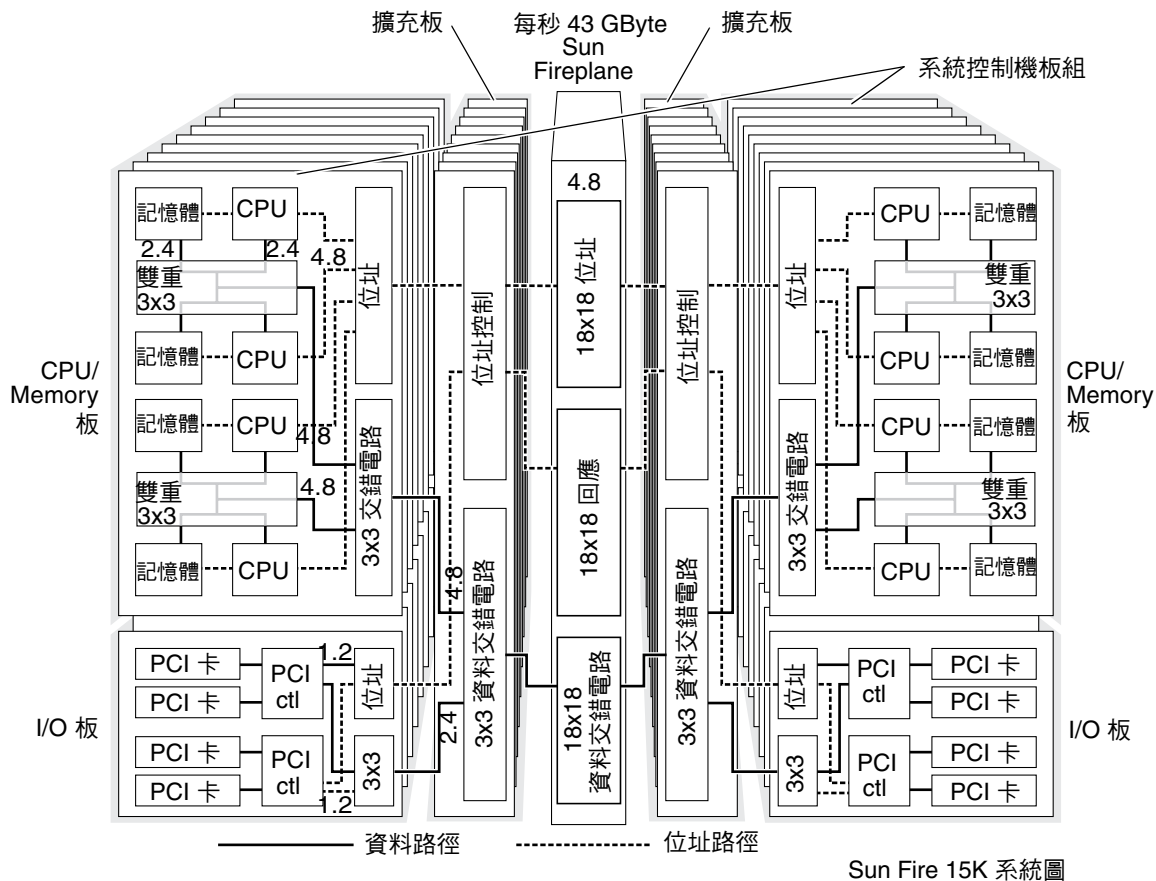 擴充板
每秒 43 GByte
Sun
Fireplane
擴充板
系統控制機板組
CPU/
Memory
板
記憶體
CPU
2.4
2.4
4.8
雙重
3x3
記憶體
CPU
記憶體
CPU
4.8
雙重
3x3
4.8
記憶體
CPU
位址
3x3 交錯電路
位址控制
4.8
3x3 資料交錯電路
2.4
4.8
18x18 位址
18x18 回應
18x18
資料交錯電路
位址控制
3x3 資料交錯電路
位址
3x3 交錯電路
CPU
記憶體
雙重
3x3
CPU
記憶體
CPU
記憶體
雙重
3x3
CPU
記憶體
CPU/
Memory
板
I/O 板
PCI 卡
PCI 卡
PCI
ctl
1.2
位址
PCI 卡
PCI 卡
PCI
ctl
1.2
3x3
位址
PCI
ctl
PCI 卡
PCI 卡
3x3
PCI
ctl
PCI 卡
PCI 卡
I/O 板
資料路徑
位址路徑
Sun Fire 15K 系統圖